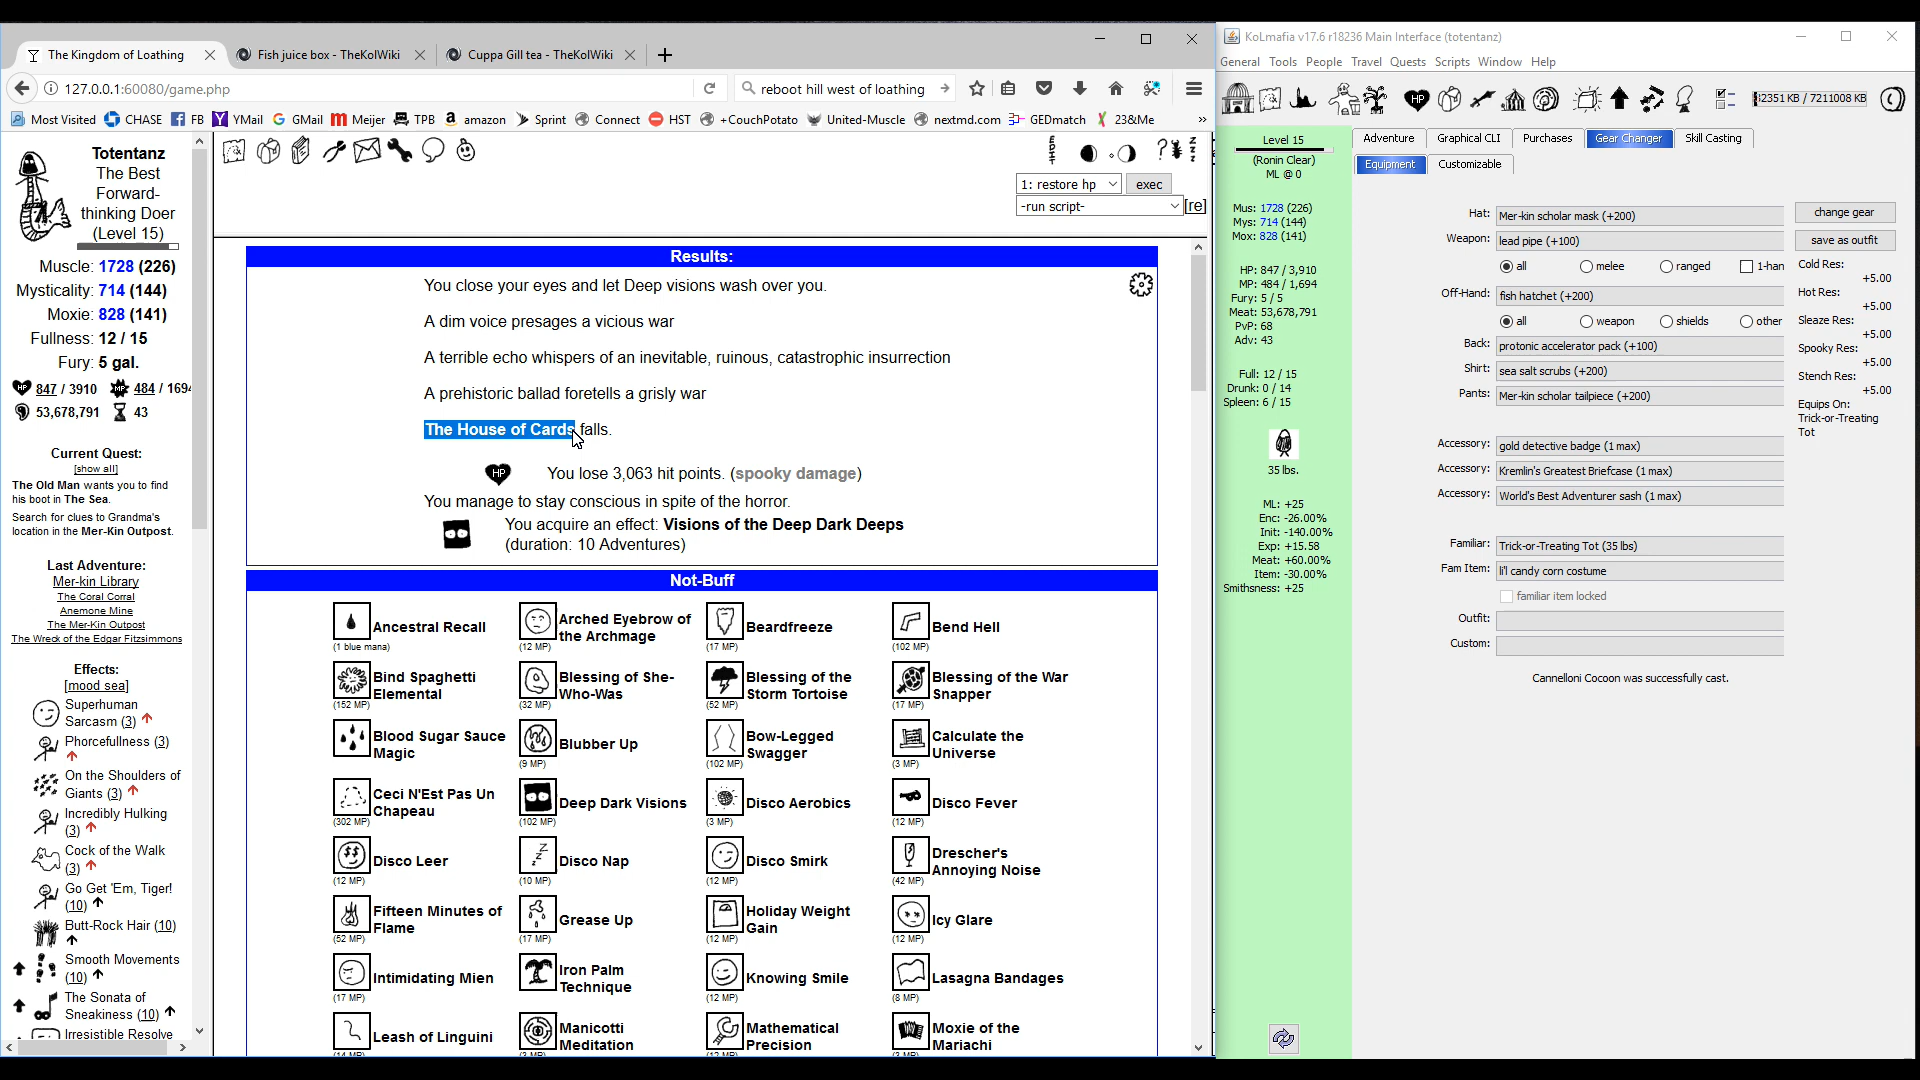 The Kingdom of Loathing
Fish juice box - TheKolWiki
Cuppa Gill tea - TheKolWiki
127.0.0.1:60080/game.php
reboot hill west of loathing
Most Visited
CHASE
FB
YMail
GMail
Meijer
TPB
amazon
Sprint
Connect
HST
+CouchPotato
United-Muscle
nextmd.com
GEDmatch
23&Me
»
Totentanz
The Best
Forward-
thinking Doer
(Level 15)
Muscle: 1728 (226)
Mysticality: 714 (144)
Moxie: 828 (141)
Fullness: 12 / 15
Fury: 5 gal.
HP 847 / 3910 MP 484 / 1694
53,678,791 43
Current Quest:
[show all]
The Old Man wants you to find
his boot in The Sea.
Search for clues to Grandma's
location in the Mer-Kin Outpost.
Last Adventure:
Mer-kin Library
The Coral Corral
Anemone Mine
The Mer-Kin Outpost
The Wreck of the Edgar Fitzsimmons
Effects:
[mood sea]
Superhuman
Sarcasm (3)
Phorcefullness (3)
On the Shoulders of
Giants (3)
Incredibly Hulking
(3)
Cock of the Walk
(3)
Go Get 'Em, Tiger!
(10)
Butt-Rock Hair (10)
Smooth Movements
(10)
The Sonata of
Sneakiness (10)
Irresistible Resolve
EDIT
1: restore hp
exec
-run script-
[re]
Results:
You close your eyes and let Deep visions wash over you.
A dim voice presages a vicious war
A terrible echo whispers of an inevitable, ruinous, catastrophic insurrection
A prehistoric ballad foretells a grisly war
The House of Cards falls.
HP You lose 3,063 hit points. (spooky damage)
You manage to stay conscious in spite of the horror.
You acquire an effect: Visions of the Deep Dark Deeps
(duration: 10 Adventures)
Not-Buff
Ancestral Recall
(1 blue mana)
Arched Eyebrow of
the Archmage
(12 MP)
Beardfreeze
(17 MP)
Bend Hell
(102 MP)
Bind Spaghetti
Elemental
(152 MP)
Blessing of She-
Who-Was
(32 MP)
Blessing of the
Storm Tortoise
(52 MP)
Blessing of the War
Snapper
(17 MP)
Blood Sugar Sauce
Magic
Blubber Up
(9 MP)
Bow-Legged
Swagger
(102 MP)
Calculate the
Universe
(3 MP)
Ceci N'Est Pas Un
Chapeau
(302 MP)
Deep Dark Visions
(102 MP)
Disco Aerobics
(3 MP)
Disco Fever
(12 MP)
Disco Leer
(12 MP)
Disco Nap
(10 MP)
Disco Smirk
(12 MP)
Drescher's
Annoying Noise
(42 MP)
Fifteen Minutes of
Flame
(52 MP)
Grease Up
(17 MP)
Holiday Weight
Gain
(12 MP)
Icy Glare
(12 MP)
Intimidating Mien
(17 MP)
Iron Palm
Technique
Knowing Smile
(12 MP)
Lasagna Bandages
(8 MP)
Leash of Linguini
(14 MP)
Manicotti
Meditation
(3 MP)
Mathematical
Precision
(12 MP)
Moxie of the
Mariachi
(3 MP)
KoLmafia v17.6 r18236 Main Interface (totentanz)
General Tools People Travel Quests Scripts Window Help
HP
7211008 KB
Level 15
(Ronin Clear)
ML @ 0
Mus: 1728 (226)
Mys: 714 (144)
Mox: 828 (141)
HP: 847 / 3,910
MP: 484 / 1,694
Fury: 5 / 5
Meat: 53,678,791
PvP: 68
Adv: 43
Full: 12 / 15
Drunk: 0 / 14
Spleen: 6 / 15
35 lbs.
ML: +25
Enc: -26.00%
Init: -140.00%
Exp: +15.58
Meat: +60.00%
Item: -30.00%
Smithsness: +25
Adventure
Graphical CLI
Purchases
Gear Changer
Skill Casting
Equipment
Customizable
Hat: Mer-kin scholar mask (+200)
Weapon: lead pipe (+100)
all melee ranged 1-han
Off-Hand: fish hatchet (+200)
all weapon shields other
Back: protonic accelerator pack (+100)
Shirt: sea salt scrubs (+200)
Pants: Mer-kin scholar tailpiece (+200)
Accessory: gold detective badge (1 max)
Accessory: Kremlin's Greatest Briefcase (1 max)
Accessory: World's Best Adventurer sash (1 max)
Familiar: Trick-or-Treating Tot (35 lbs)
Fam Item: li'l candy corn costume
familiar item locked
Outfit:
Custom:
Cannelloni Cocoon was successfully cast.
change gear
save as outfit
Cold Res:
+5.00
Hot Res:
+5.00
Sleaze Res:
+5.00
Spooky Res:
+5.00
Stench Res:
+5.00
Equips On:
Trick-or-Treating
Tot